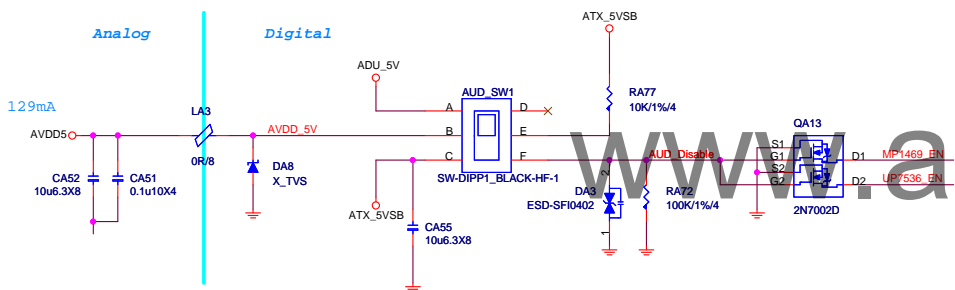 Analog
Digital
ATX_5VSB
ADU_5V
129mA
LA3
AUD_SW1
RA77
10K/1%/4
A
D
AVDD5
AVDD_5V
B
E
QA13
S1
G1
D1
MP1469_EN
C
F
AUD_Disable
S2
G2
D2
UP7536_EN
0R/8
DA8
X_TVS
SW-DIPP1_BLACK-HF-1
CA52
10u6.3X8
CA51
0.1u10X4
2
DA3
ESD-SFI0402
RA72
100K/1%/4
2N7002D
ATX_5VSB
CA55
10u6.3X8
1
www.a